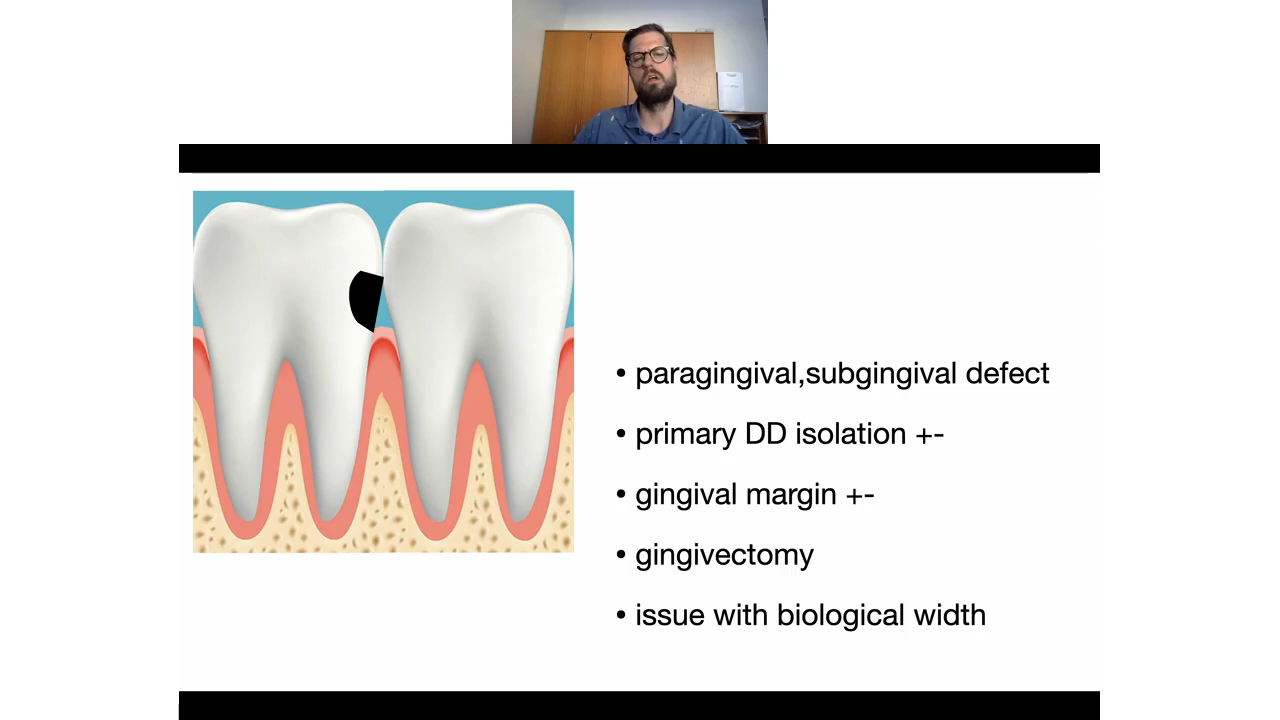 • paragingival,subgingival defect
• primary DD isolation +-
• gingival margin +-
• gingivectomy
• issue with biological width